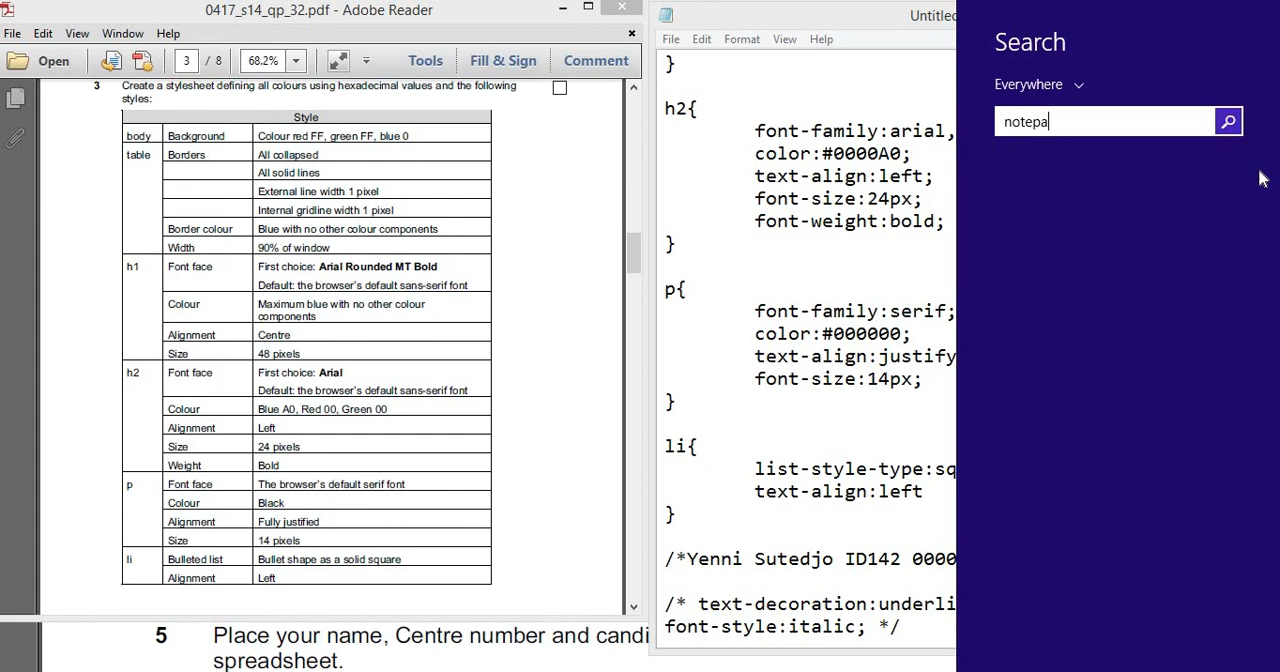 0417_s14_qp_32.pdf - Adobe Reader
File Edit View Window Help
Open 3 / 8 68.2% Tools Fill & Sign Comment
3 Create a stylesheet defining all colours using hexadecimal values and the following
styles:
Style
body Background Colour red FF, green FF, blue 0
table Borders All collapsed
All solid lines
External line width 1 pixel
Internal gridline width 1 pixel
Border colour Blue with no other colour components
Width 90% of window
h1 Font face First choice: Arial Rounded MT Bold
Default: the browser's default sans-serif font
Colour Maximum blue with no other colour
components
Alignment Centre
Size 48 pixels
h2 Font face First choice: Arial
Default: the browser's default sans-serif font
Colour Blue A0, Red 00, Green 00
Alignment Left
Size 24 pixels
Weight Bold
p Font face The browser's default serif font
Colour Black
Alignment Fully justified
Size 14 pixels
li Bulleted list Bullet shape as a solid square
Alignment Left
5 Place your name, Centre number and candi
spreadsheet.
Untitled
File Edit Format View Help
}
h2{
font-family:arial,
color:#0000A0;
text-align:left;
font-size:24px;
font-weight:bold;
}
p{
font-family:serif;
color:#000000;
text-align:justify
font-size:14px;
}
li{
list-style-type:sq
text-align:left
}
/*Yenni Sutedjo ID142 0000
/* text-decoration:underli
font-style:italic; */
Search
Everywhere
notepa